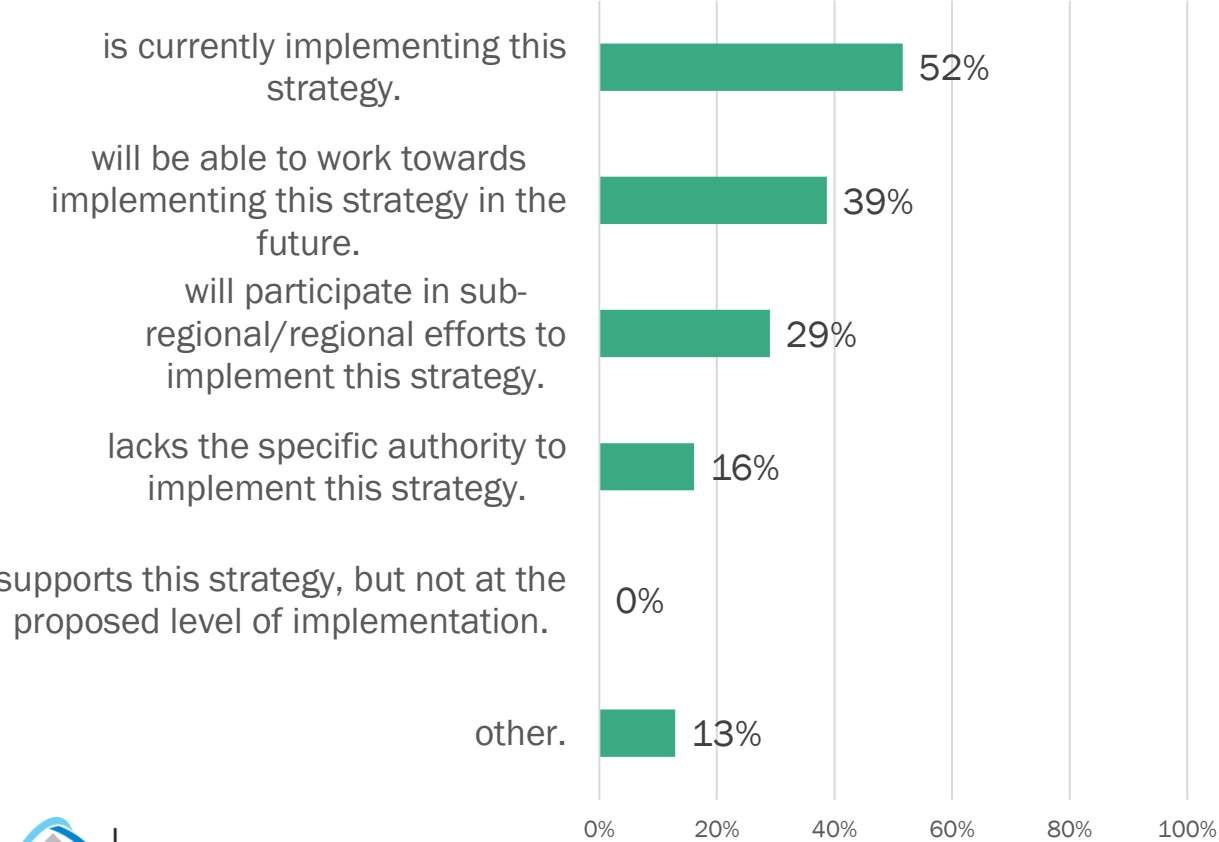 is currently implementing this
strategy.
52%
will be able to work towards
implementing this strategy in the
future.
39%
will participate in sub-
regional/regional efforts to
implement this strategy.
29%
lacks the specific authority to
implement this strategy.
16%
supports this strategy, but not at the
proposed level of implementation.
0%
other.
13%
0% 20% 40% 60% 80% 100%